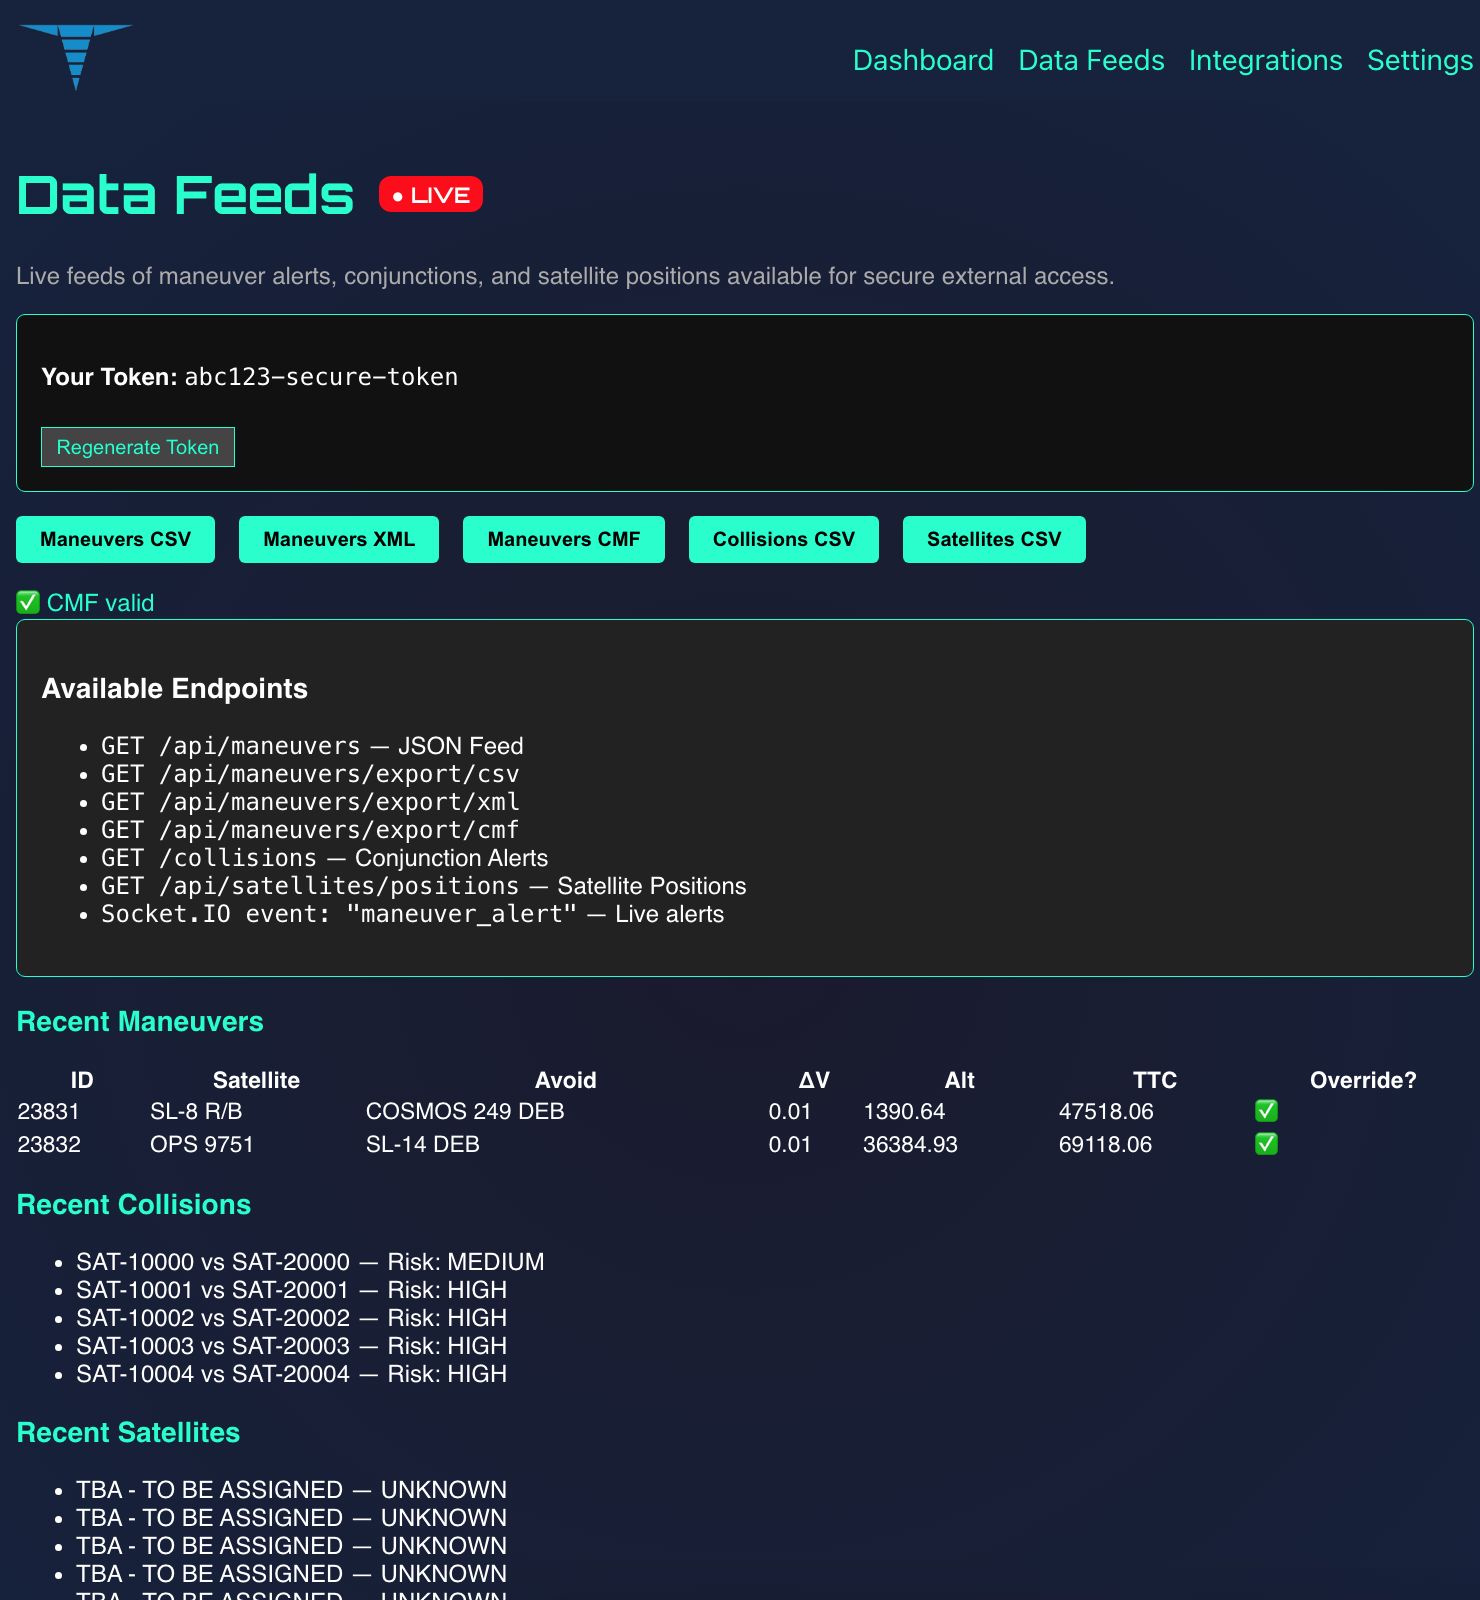 Dashboard Data Feeds Integrations Settings
Data Feeds • LIVE
Live feeds of maneuver alerts, conjunctions, and satellite positions available for secure external access.
Your Token: abc123-secure-token
Regenerate Token
Maneuvers CSV Maneuvers XML Maneuvers CMF Collisions CSV Satellites CSV
✅ CMF valid
Available Endpoints
• GET /api/maneuvers — JSON Feed
• GET /api/maneuvers/export/csv
• GET /api/maneuvers/export/xml
• GET /api/maneuvers/export/cmf
• GET /collisions — Conjunction Alerts
• GET /api/satellites/positions — Satellite Positions
• Socket.IO event: "maneuver_alert" — Live alerts
Recent Maneuvers
ID Satellite Avoid ΔV Alt TTC Override?
23831 SL-8 R/B COSMOS 249 DEB 0.01 1390.64 47518.06 ✅
23832 OPS 9751 SL-14 DEB 0.01 36384.93 69118.06 ✅
Recent Collisions
• SAT-10000 vs SAT-20000 — Risk: MEDIUM
• SAT-10001 vs SAT-20001 — Risk: HIGH
• SAT-10002 vs SAT-20002 — Risk: HIGH
• SAT-10003 vs SAT-20003 — Risk: HIGH
• SAT-10004 vs SAT-20004 — Risk: HIGH
Recent Satellites
• TBA - TO BE ASSIGNED — UNKNOWN
• TBA - TO BE ASSIGNED — UNKNOWN
• TBA - TO BE ASSIGNED — UNKNOWN
• TBA - TO BE ASSIGNED — UNKNOWN
• TBA - TO BE ASSIGNED — UNKNOWN